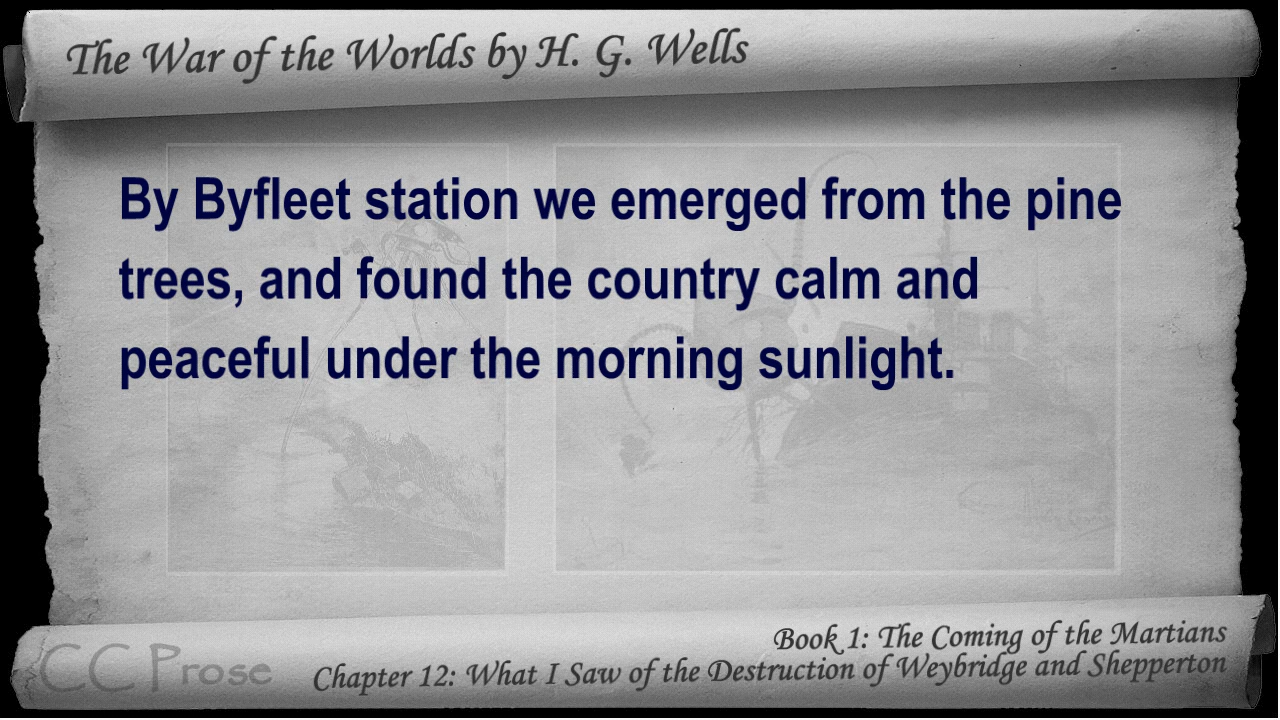 The War of the Worlds by H. G. Wells
By Byfleet station we emerged from the pine
trees, and found the country calm and
peaceful under the morning sunlight.
Book 1: The Coming of the Martians
CC Prose
Chapter 12: What I Saw of the Destruction of Weybridge and Shepperton